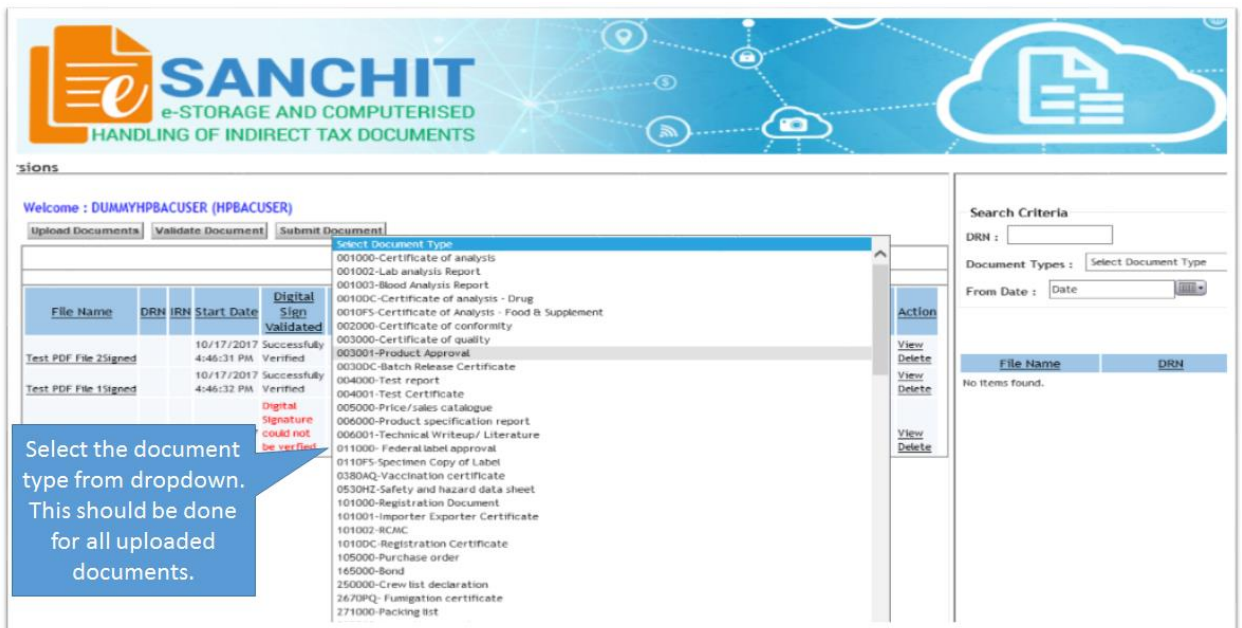 e SANCHIT
e-STORAGE AND COMPUTERISED
HANDLING OF INDIRECT TAX DOCUMENTS
sions
Welcome : DUMMYHPBACUSER (HPBACUSER)
Upload Documents Validate Document Submit Document
Select Document Type
001000-Certificate of analysis
001002-Lab analysis Report
001003-Blood Analysis Report
0010DC-Certificate of analysis - Drug
0010FS-Certificate of Analysis - Food & Supplement
002000-Certificate of conformity
003000-Certificate of quality
003001-Product Approval
0030DC-Batch Release Certificate
004000-Test report
004001-Test Certificate
005000-Price/sales catalogue
006000-Product specification report
006001-Technical Writeup/ Literature
011000- Federal label approval
0110FS-Specimen Copy of Label
0380AQ-Vaccination certificate
0530HZ-Safety and hazard data sheet
101000-Registration Document
101001-Importer Exporter Certificate
101002-RCMC
1010DC-Registration Certificate
105000-Purchase order
165000-Bond
250000-Crew list declaration
2670PQ- Fumigation certificate
271000-Packing list
File Name DRN IRN Start Date Digital Sign Validated Action
Test PDF File 2Signed 10/17/2017 4:46:31 PM Successfully Verified View Delete
Test PDF File 1Signed 10/17/2017 4:46:32 PM Successfully Verified View Delete
Digital Signature could not be verfied View Delete
Select the document
type from dropdown.
This should be done
for all uploaded
documents.
Search Criteria
DRN :
Document Types : Select Document Type
From Date : Date
File Name DRN
No items found.